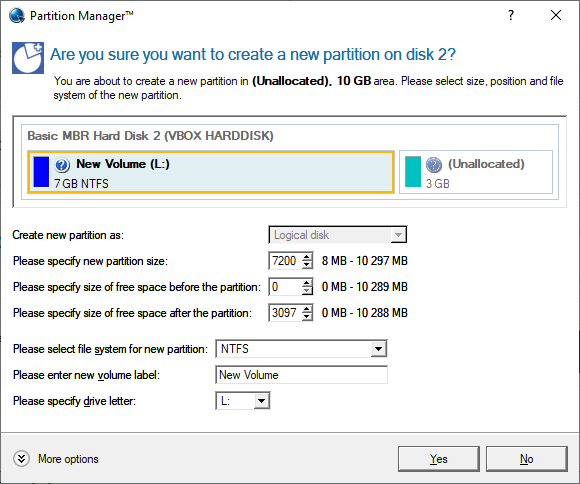 Partition Manager™
Are you sure you want to create a new partition on disk 2?
You are about to create a new partition in (Unallocated), 10 GB area. Please select size, position and file
system of the new partition.
Basic MBR Hard Disk 2 (VBOX HARDDISK)
New Volume (L:)
7 GB NTFS
(Unallocated)
3 GB
Create new partition as: Logical disk
Please specify new partition size: 7200 8 MB - 10 297 MB
Please specify size of free space before the partition: 0 0 MB - 10 289 MB
Please specify size of free space after the partition: 3097 0 MB - 10 288 MB
Please select file system for new partition: NTFS
Please enter new volume label: New Volume
Please specify drive letter: L:
More options Yes No